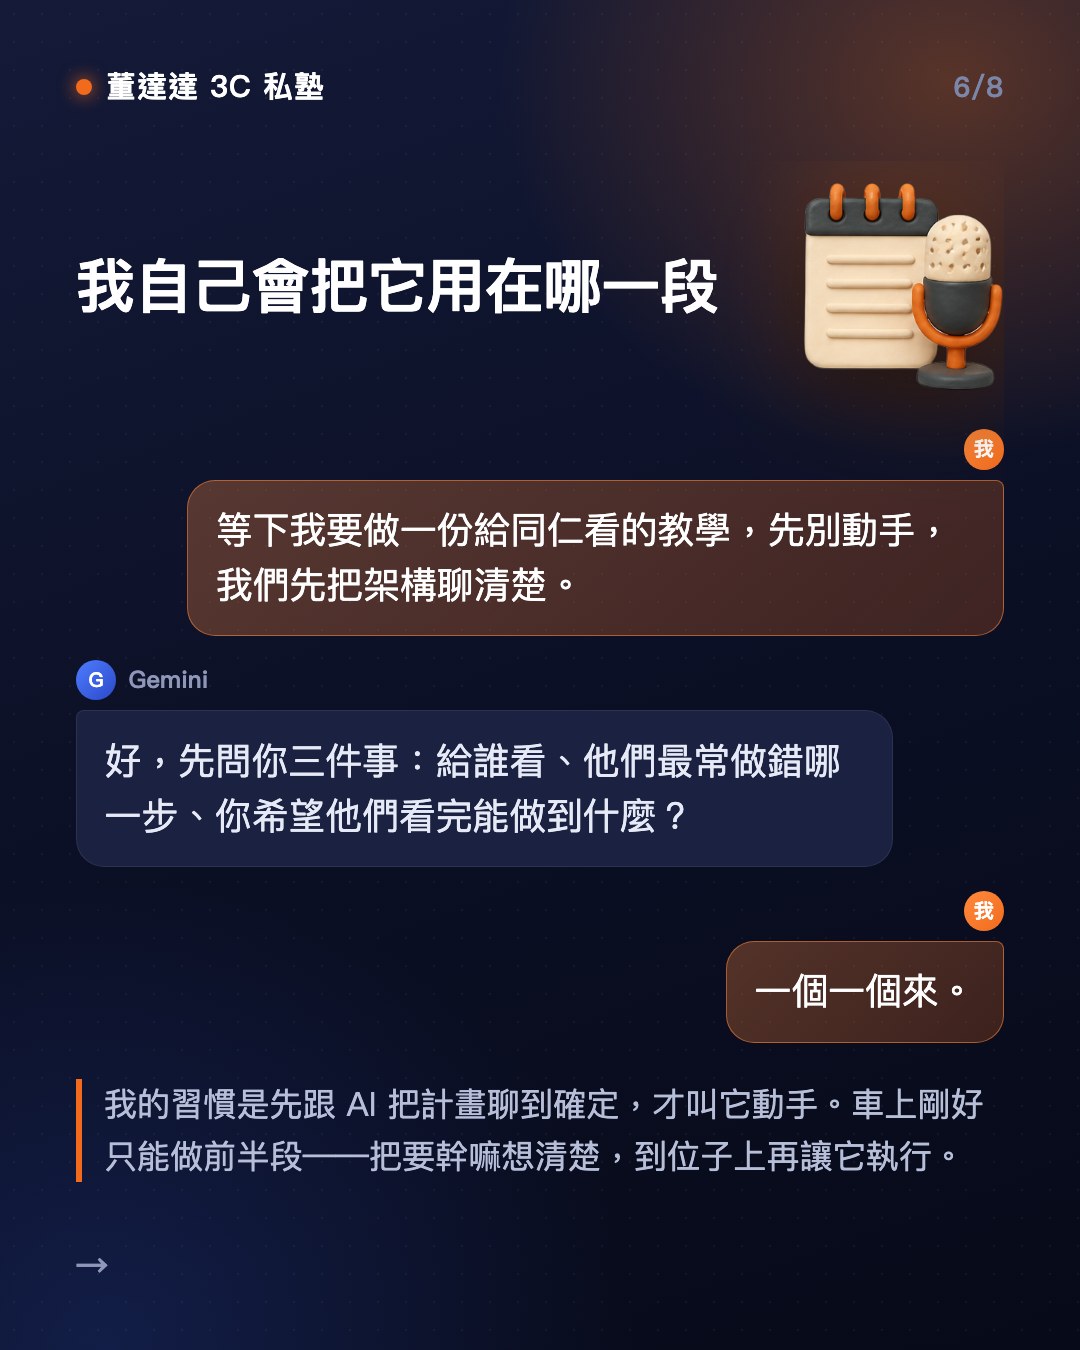 董達達 3C 私塾
6/8
我自己會把它用在哪一段
我
等下我要做一份給同仁看的教學，先別動手，
我們先把架構聊清楚。
G Gemini
好，先問你三件事：給誰看、他們最常做錯哪
一步、你希望他們看完能做到什麼？
我
一個一個來。
我的習慣是先跟 AI 把計畫聊到確定，才叫它動手。車上剛好
只能做前半段——把要幹嘛想清楚，到位子上再讓它執行。
→